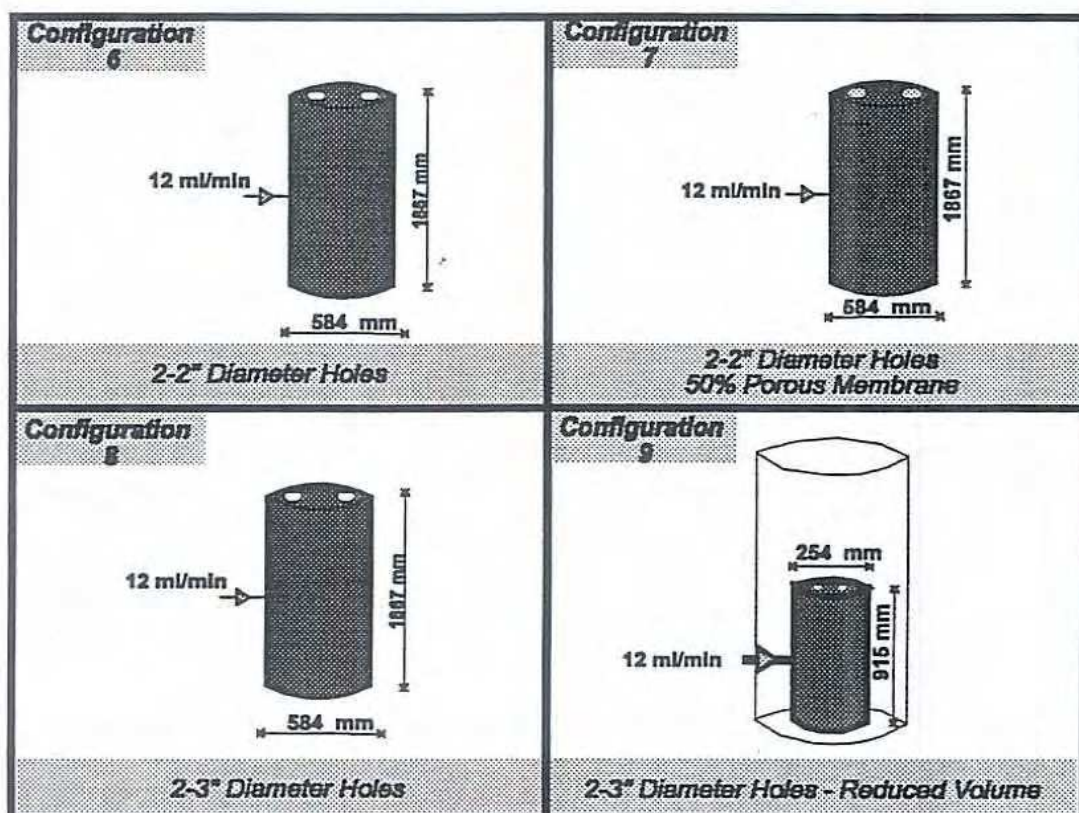 Configuration
6
12 ml/min
1867 mm
584 mm
2-2" Diameter Holes
Configuration
7
12 ml/min
1867 mm
584 mm
2-2" Diameter Holes
50% Porous Membrane
Configuration
8
12 ml/min
1867 mm
584 mm
2-3" Diameter Holes
Configuration
9
254 mm
12 ml/min
915 mm
2-3" Diameter Holes - Reduced Volume